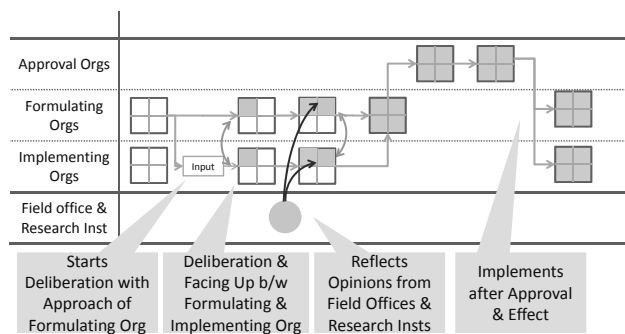 Approval Orgs
Formulating
Orgs
Implementing
Orgs
Input
Field office &
Research Inst
Starts
Deliberation with
Approach of
Formulating Org
Deliberation &
Facing Up b/w
Formulating &
Implementing Org
Reflects
Opinions from
Field Offices &
Research Insts
Implements
after Approval
& Effect